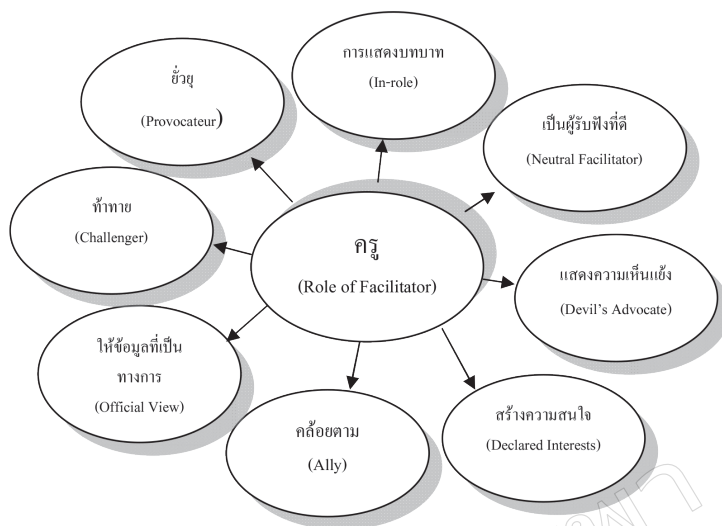 การแสดงบทบาท
(In-role)
ยั่วยุ
(Provocateur)
เป็นผู้รับฟังที่ดี
(Neutral Facilitator)
ท้าทาย
(Challenger)
ครู
(Role of Facilitator)
แสดงความเห็นแย้ง
(Devil's Advocate)
ให้ข้อมูลที่เป็น
ทางการ
(Official View)
คล้อยตาม
(Ally)
สร้างความสนใจ
(Declared Interests)